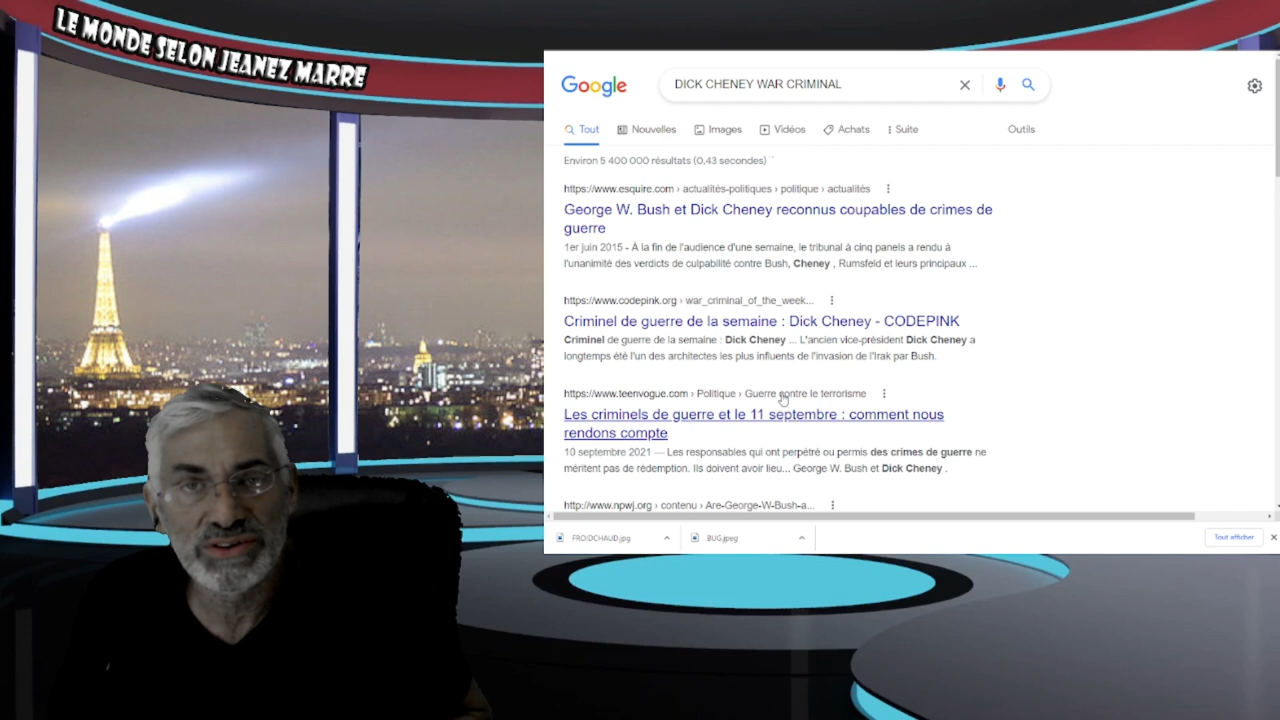 LE MONDE SELON JEANEZ MARRE
Google
DICK CHENEY WAR CRIMINAL
Tout Nouvelles Images Vidéos Achats Suite Outils
Environ 5 400 000 résultats (0,43 secondes)
https://www.esquire.com › actualités-politiques › politique › actualités
George W. Bush et Dick Cheney reconnus coupables de crimes de
guerre
1er juin 2015 - À la fin de l'audience d'une semaine, le tribunal à cinq panels a rendu à
l'unanimité des verdicts de culpabilité contre Bush, Cheney , Rumsfeld et leurs principaux ...
https://www.codepink.org › war_criminal_of_the_week...
Criminel de guerre de la semaine : Dick Cheney - CODEPINK
Criminel de guerre de la semaine : Dick Cheney ... L'ancien vice-président Dick Cheney a
longtemps été l'un des architectes les plus influents de l'invasion de l'Irak par Bush.
https://www.teenvogue.com › Politique › Guerre contre le terrorisme
Les criminels de guerre et le 11 septembre : comment nous
rendons compte
10 septembre 2021 — Les responsables qui ont perpétré ou permis des crimes de guerre ne
méritent pas de rédemption. Ils doivent avoir lieu... George W. Bush et Dick Cheney .
http://www.npwj.org › contenu › Are-George-W-Bush-a...
FROIDCHAUD.jpg BUG.jpeg Tout afficher